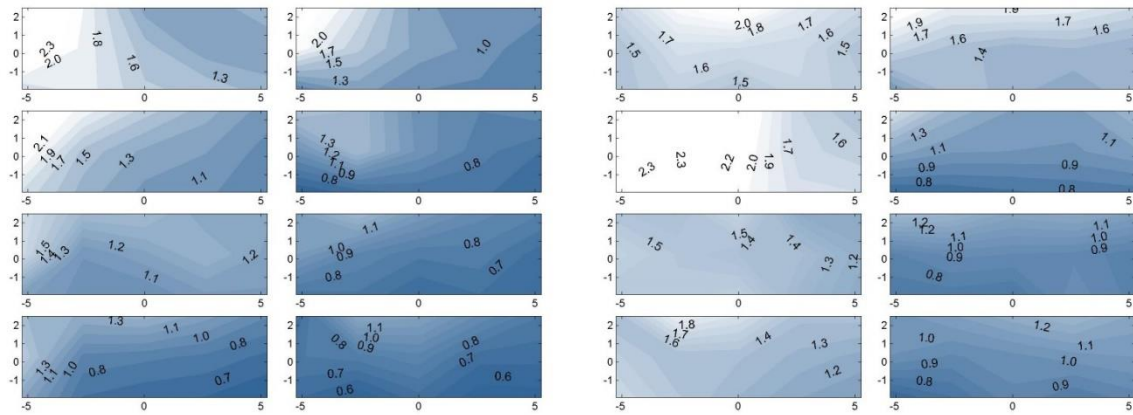 2 1.8 2 2.0 2 2.0 1.8 1.7 2 1.9 1.9 1.7
0 2.3 2.0 1.6 0 1.7 1.5 1.0 0 1.7 1.5 1.6 1.6 1.5 0 1.7 1.6 1.4 1.6
-1 1.3 -1 1.3 -1 1.5 -1
-5 0 5 -5 0 5 -5 0 5 -5 0 5
2 2.1 2 1.3 2 1.7 1.6 2 1.3 1.1
0 1.9 1.7 1.5 1.3 0 1.2 1.1 0.9 0.8 0 2.3 2.3 2.2 2.0 1.9 0 1.1 0.9 0.9
-1 1.1 -1 0.8 -1 -1 0.8 0.8
-5 0 5 -5 0 5 -5 0 5 -5 0 5
2 1.5 1.2 2 1.1 2 1.5 1.5 1.4 1.4 2 1.2 1.2 1.1 1.1
0 1.4 1.3 1.2 0 1.0 0.9 0.8 0 1.3 1.2 0 1.1 1.0 0.9 1.0 0.9
-1 1.1 -1 0.8 0.7 -1 -1 0.8
-5 0 5 -5 0 5 -5 0 5 -5 0 5
2 1.3 1.1 1.0 2 1.1 1.0 2 1.8 1.7 1.6 1.4 2 1.2
0 1.3 0.8 0 0.8 0.9 0.8 0.7 0 1.3 0 1.0 1.1 1.0
-1 1.1 1.0 0.8 0.7 -1 0.7 0.6 0.6 -1 1.2 -1 0.9 0.8 0.9
-5 0 5 -5 0 5 -5 0 5 -5 0 5